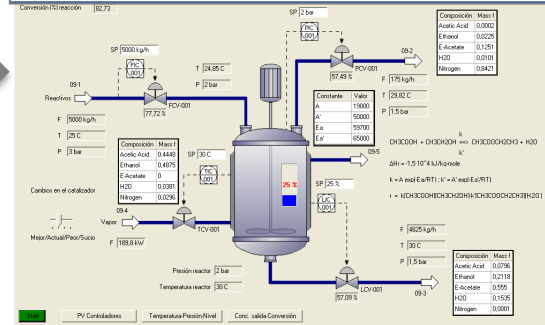 Conversión (%) reacción 82,73
SP 2 bar
PIC
\001/
Composición Mass f
Acetic Acid 0,0002
Ethanol 0,0225
E-Acetate 0,1251
H2O 0,0101
Nitrogen 0,8421
SP 5000 kg/h
FIC
\001/
T 24,85 C
P 2 bar
09-1
Reactivos
FCV-001
77,72 %
57,49 %
PCV-001
09-2
F 175 kg/h
T 29,82 C
P 1,5 bar
F 5000 kg/h
T 25 C
P 3 bar
Constante Valor
A 19000
A' 50000
Ea 59700
Ea' 65000
k
CH3COOH + CH3CH2OH <=> CH3COOCH2CH3 + H2O
k'
Composición Mass f
Acetic Acid 0,4448
Ethanol 0,4875
E-Acetate 0
H2O 0,0381
Nitrogen 0,0296
SP 30 C
TIC
\001/
09-5
ΔHr = -1,5·10^4 kJ/kgmole
k = A exp(-Ea/RT) ; k' = A' exp(-Ea'/RT)
r = k[CH3COOH][CH3CH2OH]-k'[CH3COOCH2CH3][H2O]
Cambios en el catalizador
Mejor/Actual/Peor/Sucio
25 %
SP 25 %
LIC
\001/
09-4
Vapor
TCV-001
F 189,8 kW
F 4825 kg/h
T 30 C
P 1,5 bar
Composición Mass f
Acetic Acid 0,0796
Ethanol 0,2118
E-Acetate 0,555
H2O 0,1535
Nitrogen 0,0001
Presión reactor 2 bar
Temperatura reactor 30 C
57,09 %
LCV-001
09-3
Start
PV Controladores
Temperatura-Presión-Nivel
Conc. salida-Conversión